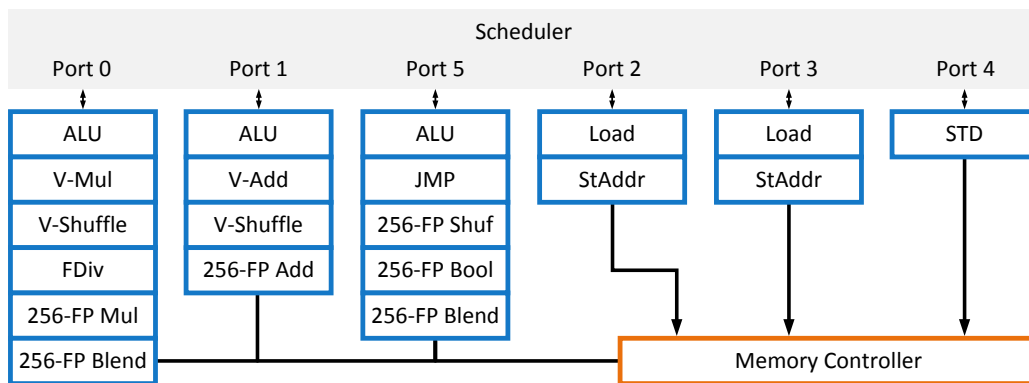 Scheduler
Port 0 Port 1 Port 5 Port 2 Port 3 Port 4
ALU ALU ALU Load Load STD
V-Mul V-Add JMP StAddr StAddr
V-Shuffle V-Shuffle 256-FP Shuf
FDiv 256-FP Add 256-FP Bool
256-FP Mul 256-FP Blend
256-FP Blend Memory Controller